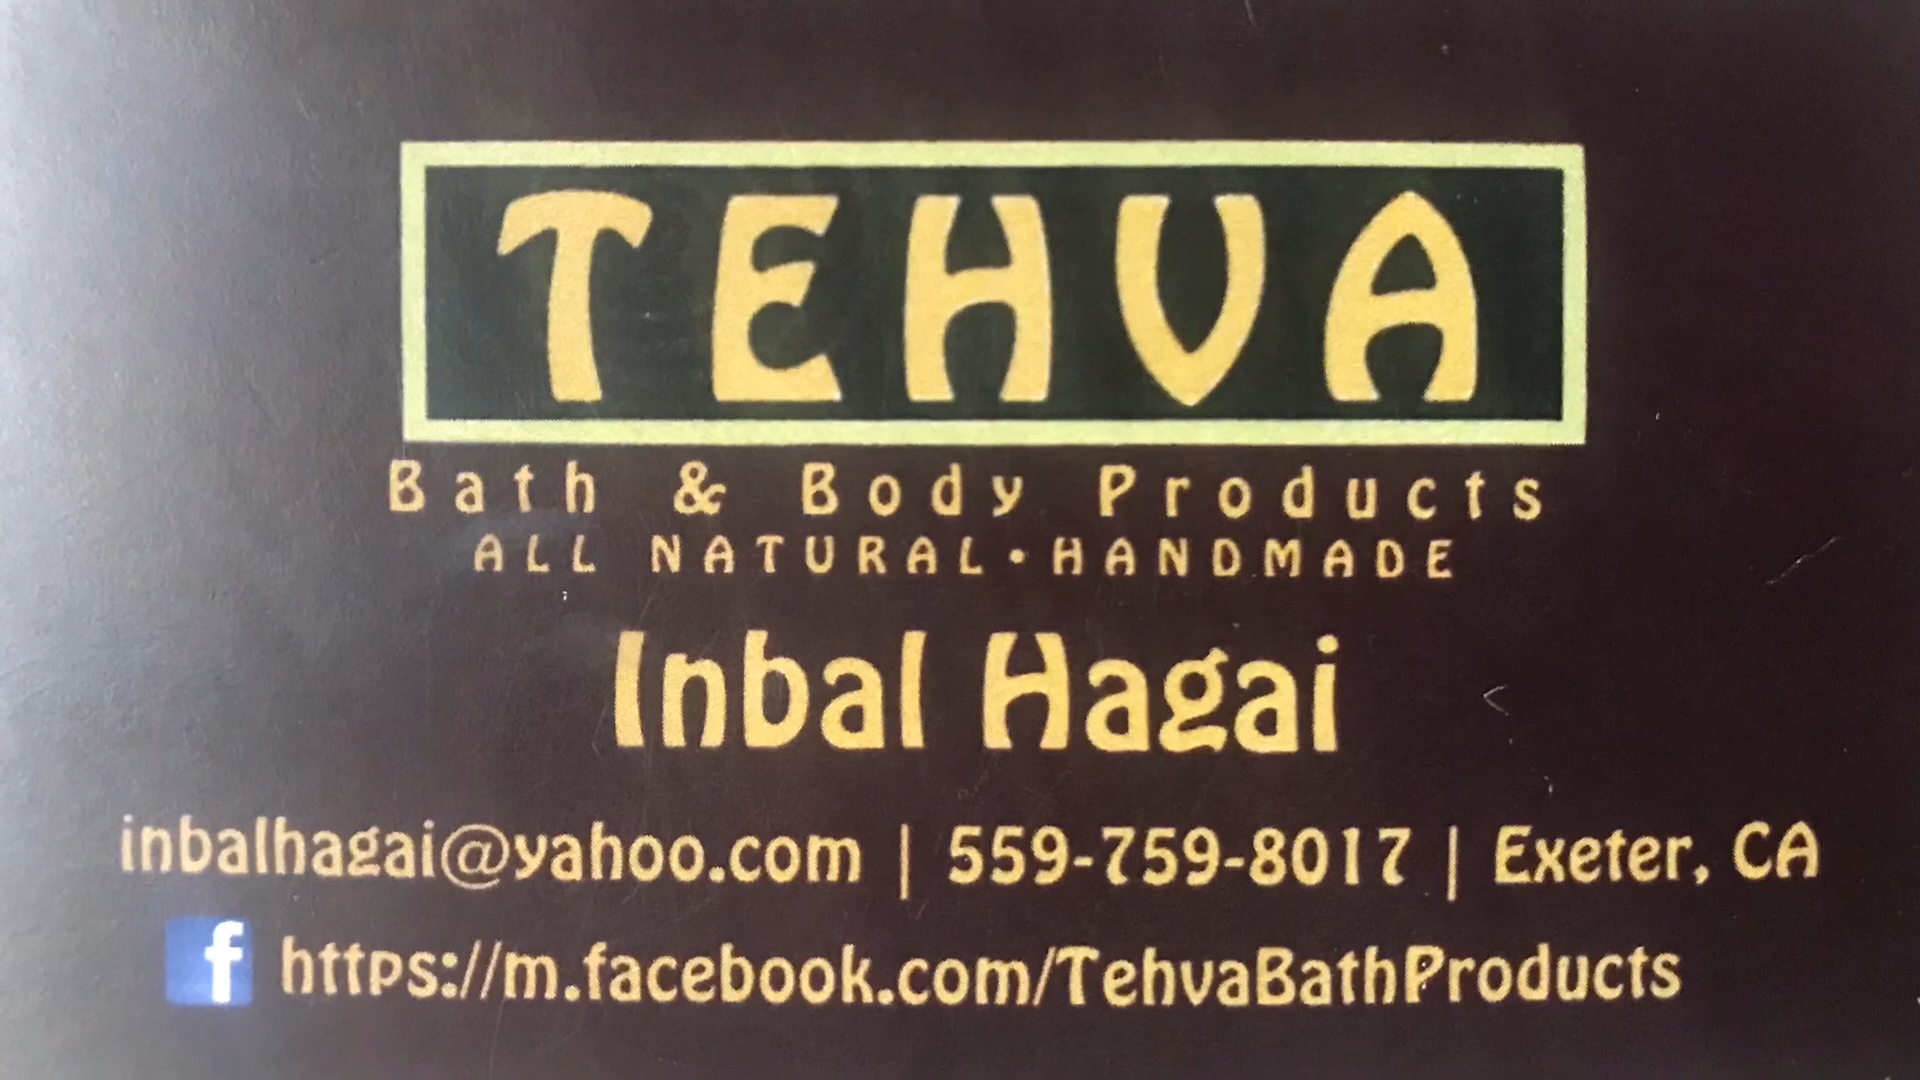 TEHVA
Bath & Body Products
ALL NATURAL•HANDMADE
Inbal Hagai
inbalhagai@yahoo.com | 559-759-8017 | Exeter, CA
f https://m.facebook.com/TehvaBathProducts